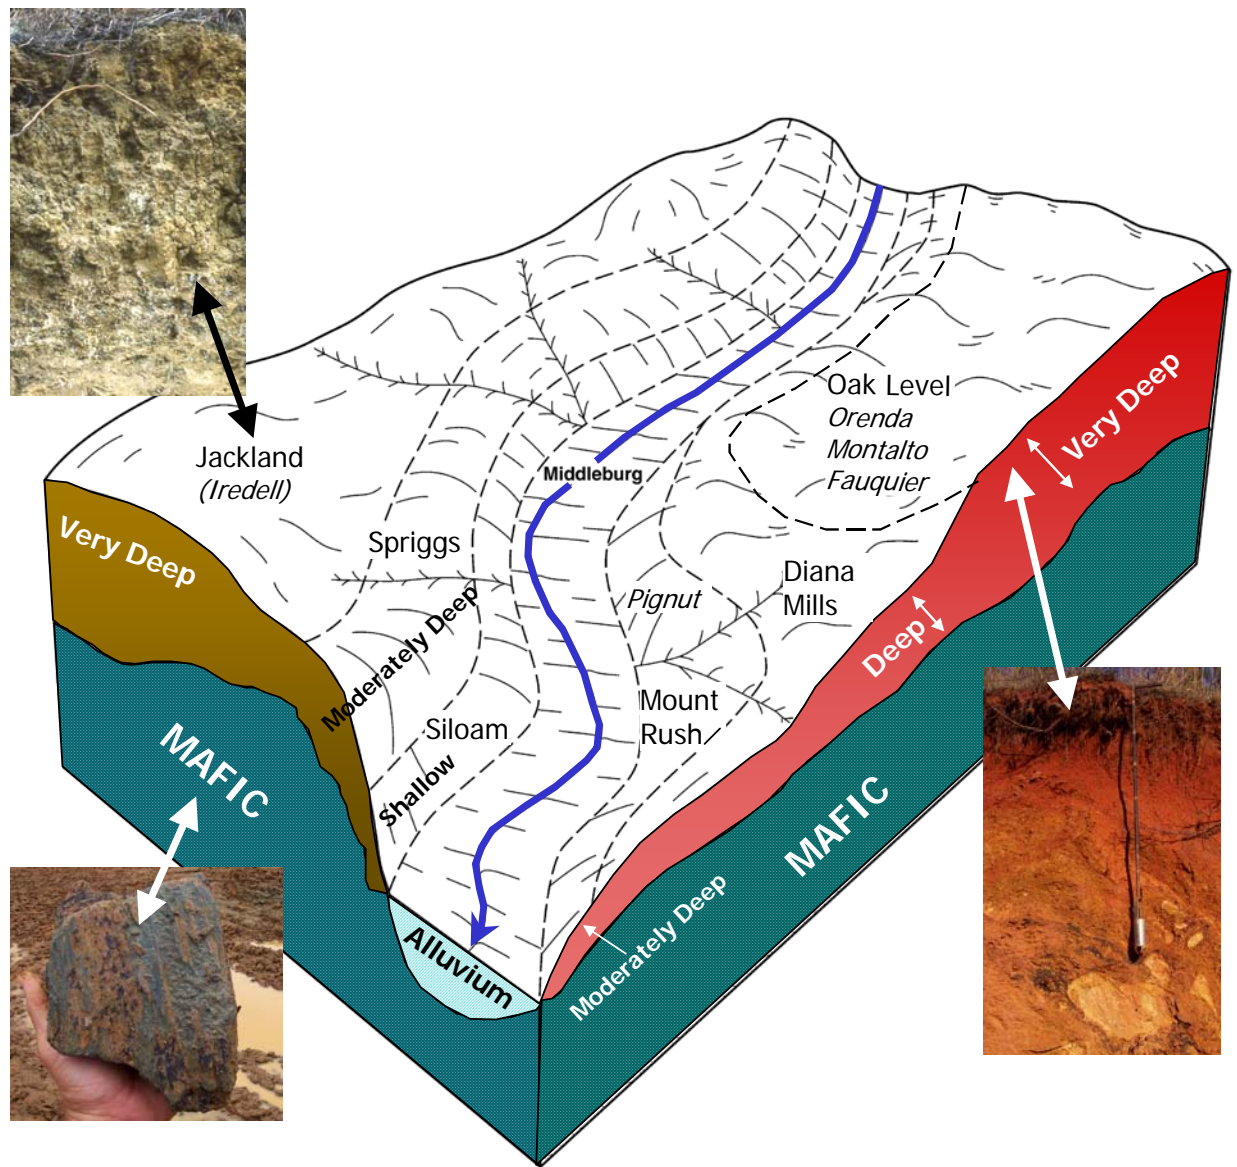 Jackland
(Iredell)
Very Deep
MAFIC
Spriggs
Moderately Deep
Siloam
Shallow
Middleburg
Alluvium
Oak Level
Orenda
Montalto
Fauquier
Pignut
Diana
Mills
Mount
Rush
Very Deep
Deep
Moderately Deep
MAFIC